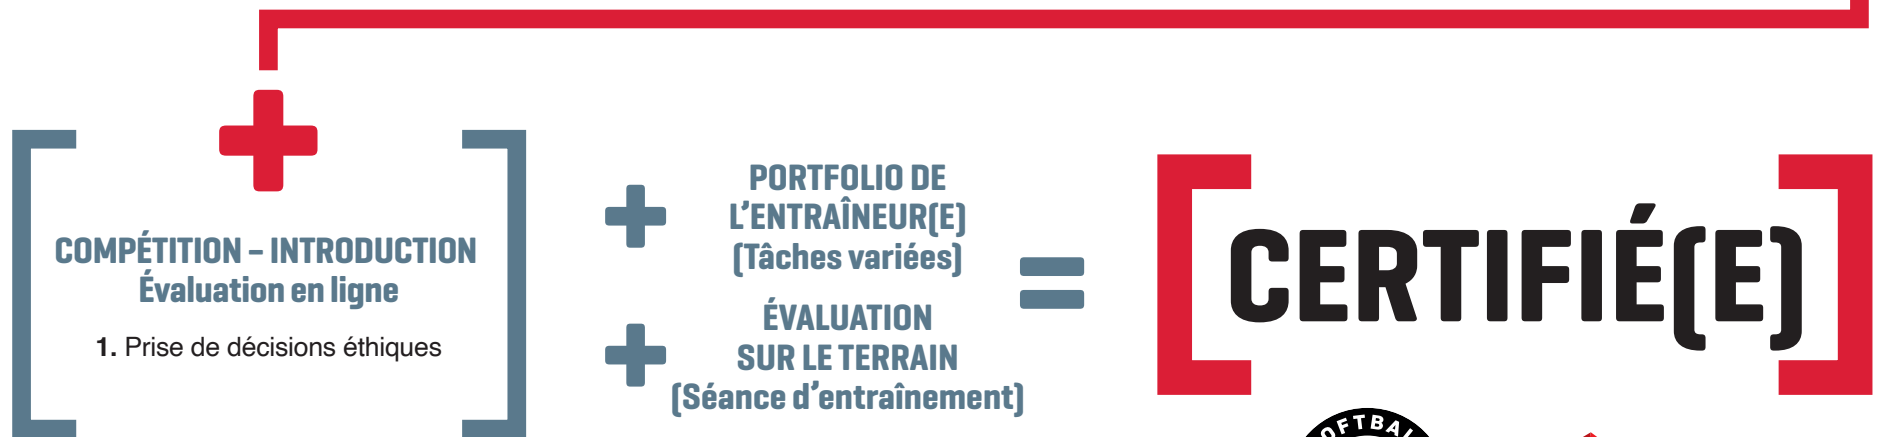 COMPÉTITION – INTRODUCTION
Évaluation en ligne
1. Prise de décisions éthiques
+ PORTFOLIO DE
L’ENTRAÎNEUR(E)
(Tâches variées)
+ ÉVALUATION
SUR LE TERRAIN
(Séance d’entraînement)
=
CERTIFIÉ(E)